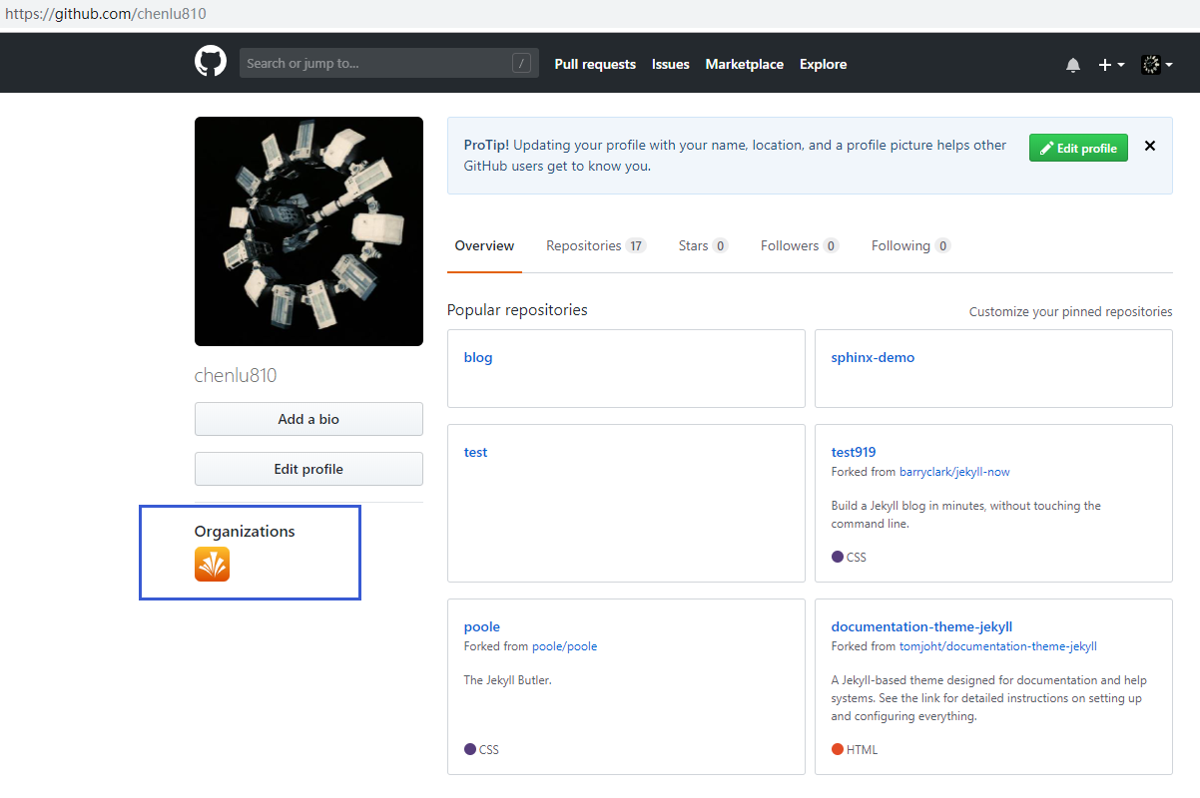 https://github.com/chenlu810
Search or jump to... /
Pull requests Issues Marketplace Explore
ProTip! Updating your profile with your name, location, and a profile picture helps other
GitHub users get to know you.
Edit profile
Overview Repositories 17 Stars 0 Followers 0 Following 0
Popular repositories
Customize your pinned repositories
chenlu810
Add a bio
Edit profile
Organizations
blog
sphinx-demo
test
test919
Forked from barryclark/jekyll-now
Build a Jekyll blog in minutes, without touching the
command line.
CSS
poole
Forked from poole/poole
The Jekyll Butler.
CSS
documentation-theme-jekyll
Forked from tomjoht/documentation-theme-jekyll
A Jekyll-based theme designed for documentation and help
systems. See the link for detailed instructions on setting up
and configuring everything.
HTML